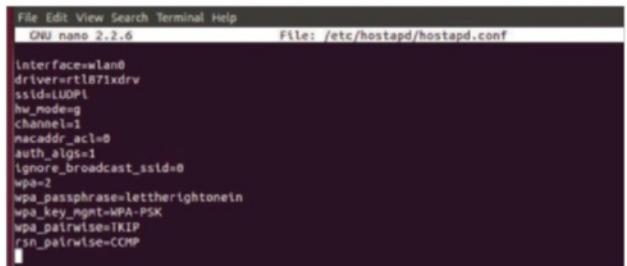 File Edit View Search Terminal Help
GNU nano 2.2.6 File: /etc/hostapd/hostapd.conf
interface=wlan0
driver=rtl871xdrv
ssid=LUDPi
hw_mode=g
channel=1
macaddr_acl=0
auth_algs=1
ignore_broadcast_ssid=0
wpa=2
wpa_passphrase=lettherightonein
wpa_key_mgmt=WPA-PSK
wpa_pairwise=TKIP
rsn_pairwise=CCMP